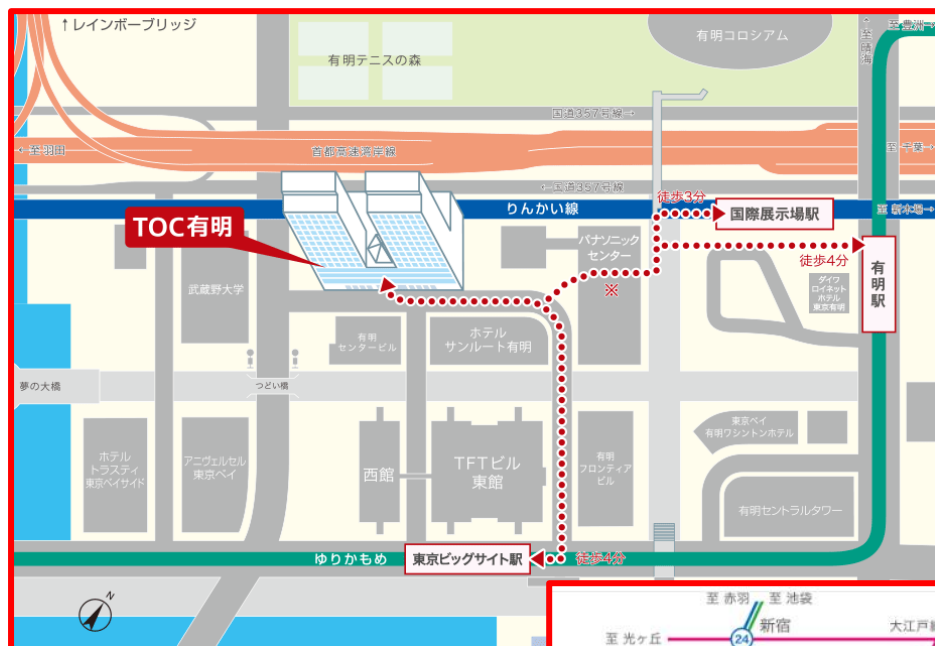 ↑レインボーブリッジ
有明テニスの森
有明コロシアム
↑至晴海
至 豊洲→
国道357号線→
←至 羽田
首都高速湾岸線
至 千葉→
←国道357号線
りんかい線
徒歩3分
国際展示場駅
至 新木場→
TOC有明
パナソニック
センター
※
徒歩4分
有明駅
ダイワ
ロイネット
ホテル
東京有明
武蔵野大学
有明
センタービル
ホテル
サンルート有明
夢の大橋
つどい橋
ホテル
トラスティ
東京ベイサイド
アニヴェルセル
東京ベイ
西館
TFTビル
東館
有明
フロンティア
ビル
東京ベイ
有明ワシントンホテル
有明セントラルタワー
ゆりかもめ
東京ビッグサイト駅
徒歩4分
N
至 赤羽
至 池袋
新宿
大江戸
至 光ヶ丘
24